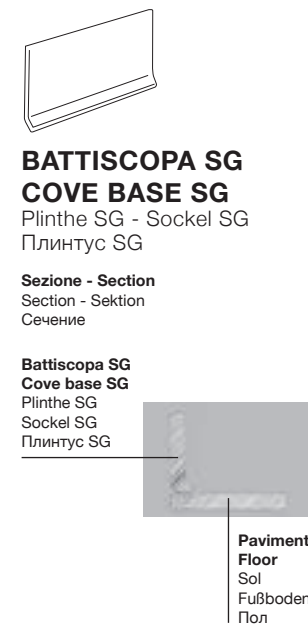 BATTISCOPA SG
COVE BASE SG
Plinthe SG - Sockel SG
Плинтус SG
Sezione - Section
Section - Sektion
Сечение
Battiscopa SG
Cove base SG
Plinthe SG
Sockel SG
Плинтус SG
Paviment
Floor
Sol
Fußboden
Пол